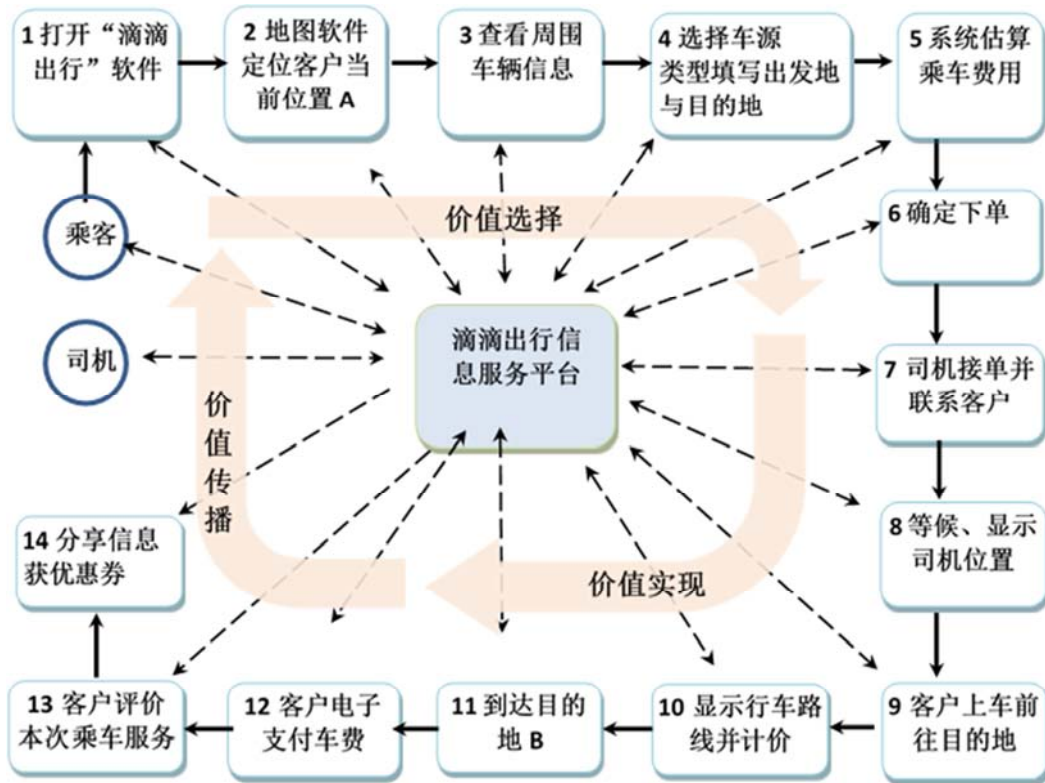 1 打开“滴滴
出行”软件
2 地图软件
定位客户当
前位置 A
3 查看周围
车辆信息
4 选择车源
类型填写出发地
与目的地
5 系统估算
乘车费用
乘客
价值选择
6 确定下单
司机
滴滴出行信
息服务平台
7 司机接单并
联系客户
价
值
传
播
14 分享信息
获优惠券
价值实现
8 等候、显示
司机位置
13 客户评价
本次乘车服务
12 客户电子
支付车费
11 到达目的
地 B
10 显示行车路
线并计价
9 客户上车前
往目的地